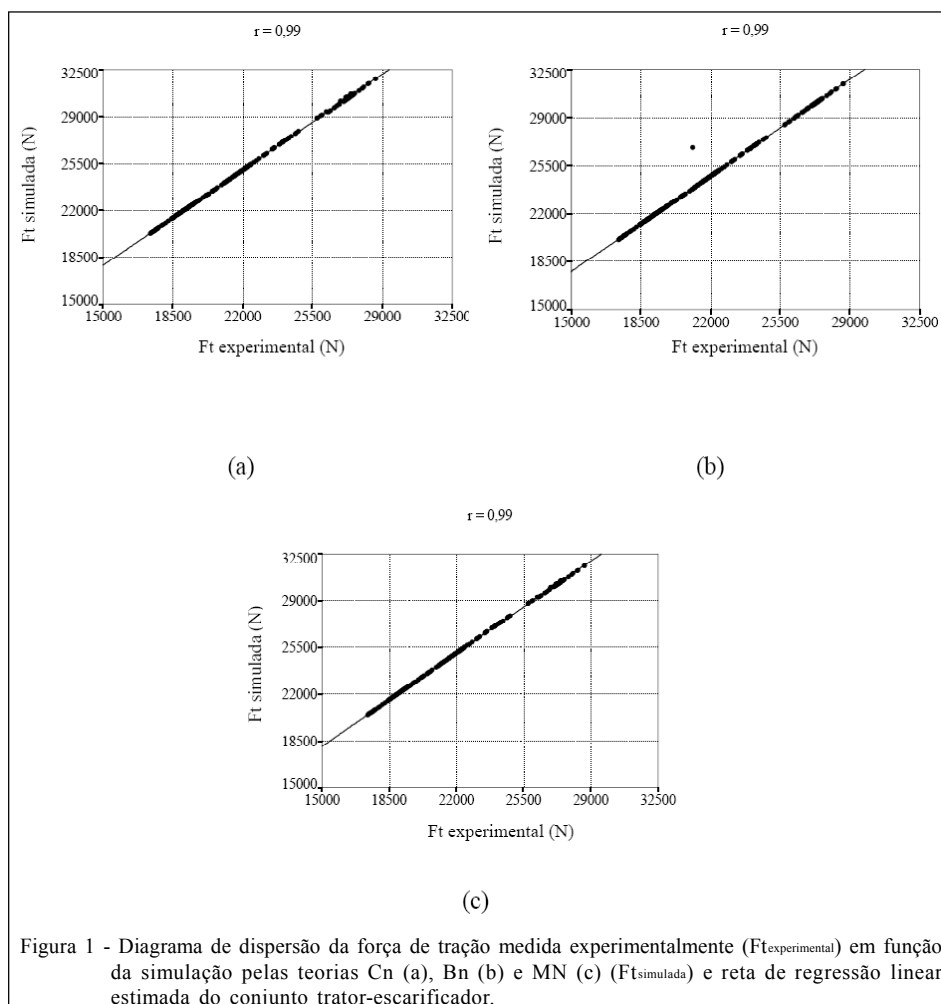 r = 0,99
r = 0,99
32500
29000
25500
22000
18500
15000
Ft simulada (N)
15000 18500 22000 25500 29000 32500
Ft experimental (N)
32500
29000
25500
22000
18500
15000
Ft simulada (N)
15000 18500 22000 25500 29000 32500
Ft experimental (N)
(a)
(b)
r = 0,99
32500
29000
25500
22000
18500
15000
Ft simulada (N)
15000 18500 22000 25500 29000 32500
Ft experimental (N)
(c)
Figura 1 - Diagrama de dispersão da força de tração medida experimentalmente (Ftexperimental) em função
da simulação pelas teorias Cn (a), Bn (b) e MN (c) (Ftsimulada) e reta de regressão linear
estimada do conjunto trator-escarificador.